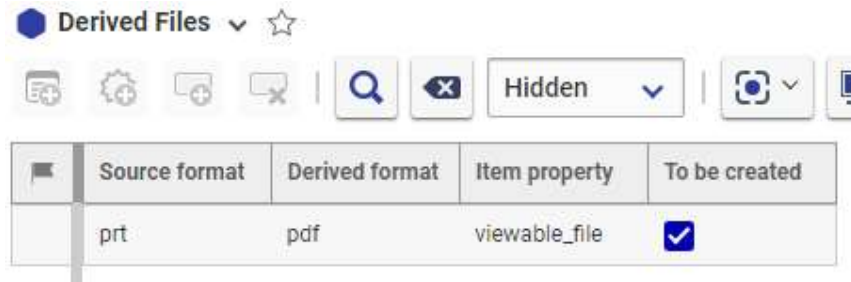 Derived Files
Hidden
Source format Derived format Item property To be created
prt pdf viewable_file